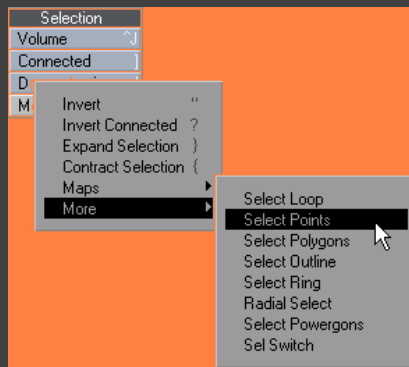 Selection
Volume ^J
Connected ]
Invert "
Invert Connected ?
Expand Selection }
Contract Selection {
Maps
More
Select Loop
Select Points
Select Polygons
Select Outline
Select Ring
Radial Select
Select Powergons
Sel Switch